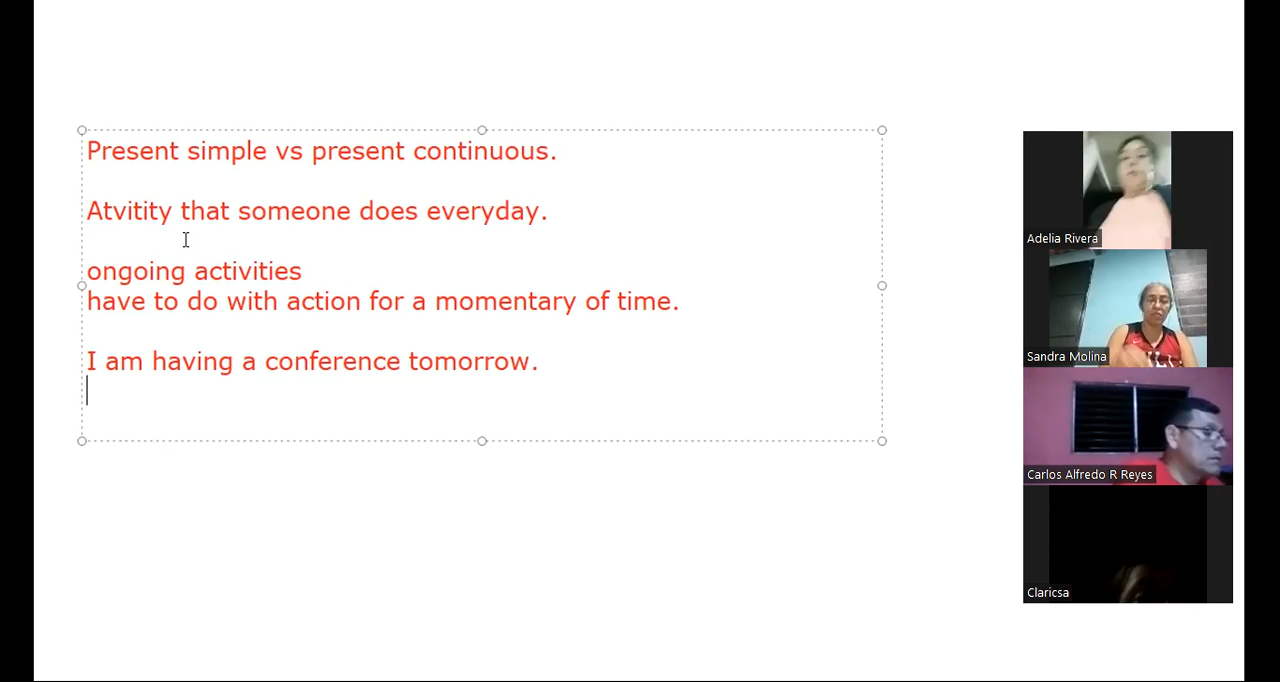 Present simple vs present continuous.
Atvitity that someone does everyday.
ongoing activities
have to do with action for a momentary of time.
I am having a conference tomorrow.
Adelia Rivera
Sandra Molina
Carlos Alfredo R Reyes
Claricsa